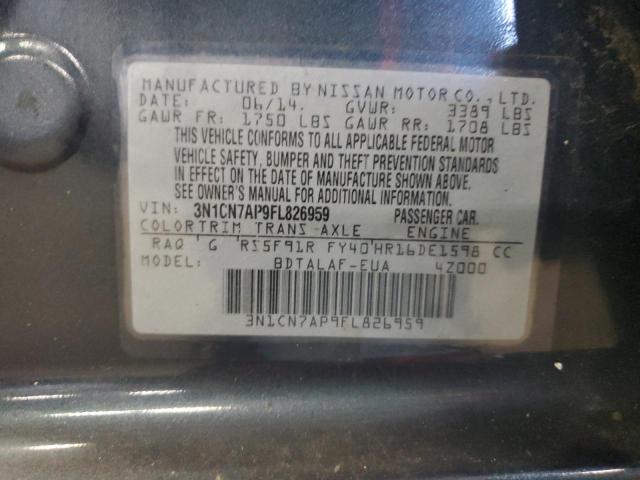 MANUFACTURED BY NISSAN MOTOR CO., LTD.
DATE: 06/14. GVWR: 3389 LBS
GAWR FR: 1750 LBS GAWR RR: 1708 LBS
THIS VEHICLE CONFORMS TO ALL APPLICABLE FEDERAL MOTOR
VEHICLE SAFETY, BUMPER AND THEFT PREVENTION STANDARDS
IN EFFECT ON THE DATE OF MANUFACTURE SHOWN ABOVE.
SEE OWNER'S MANUAL FOR ADDITIONAL INFORMATION.
VIN: 3N1CN7AP9FL826959 PASSENGER CAR.
COLOR TRIM TRANS AXLE ENGINE
RAQ G RS5F91R FY40 HR16DE1598 CC
MODEL: BDTALAF-EUA 4Z000
3N1CN7AP9FL826959